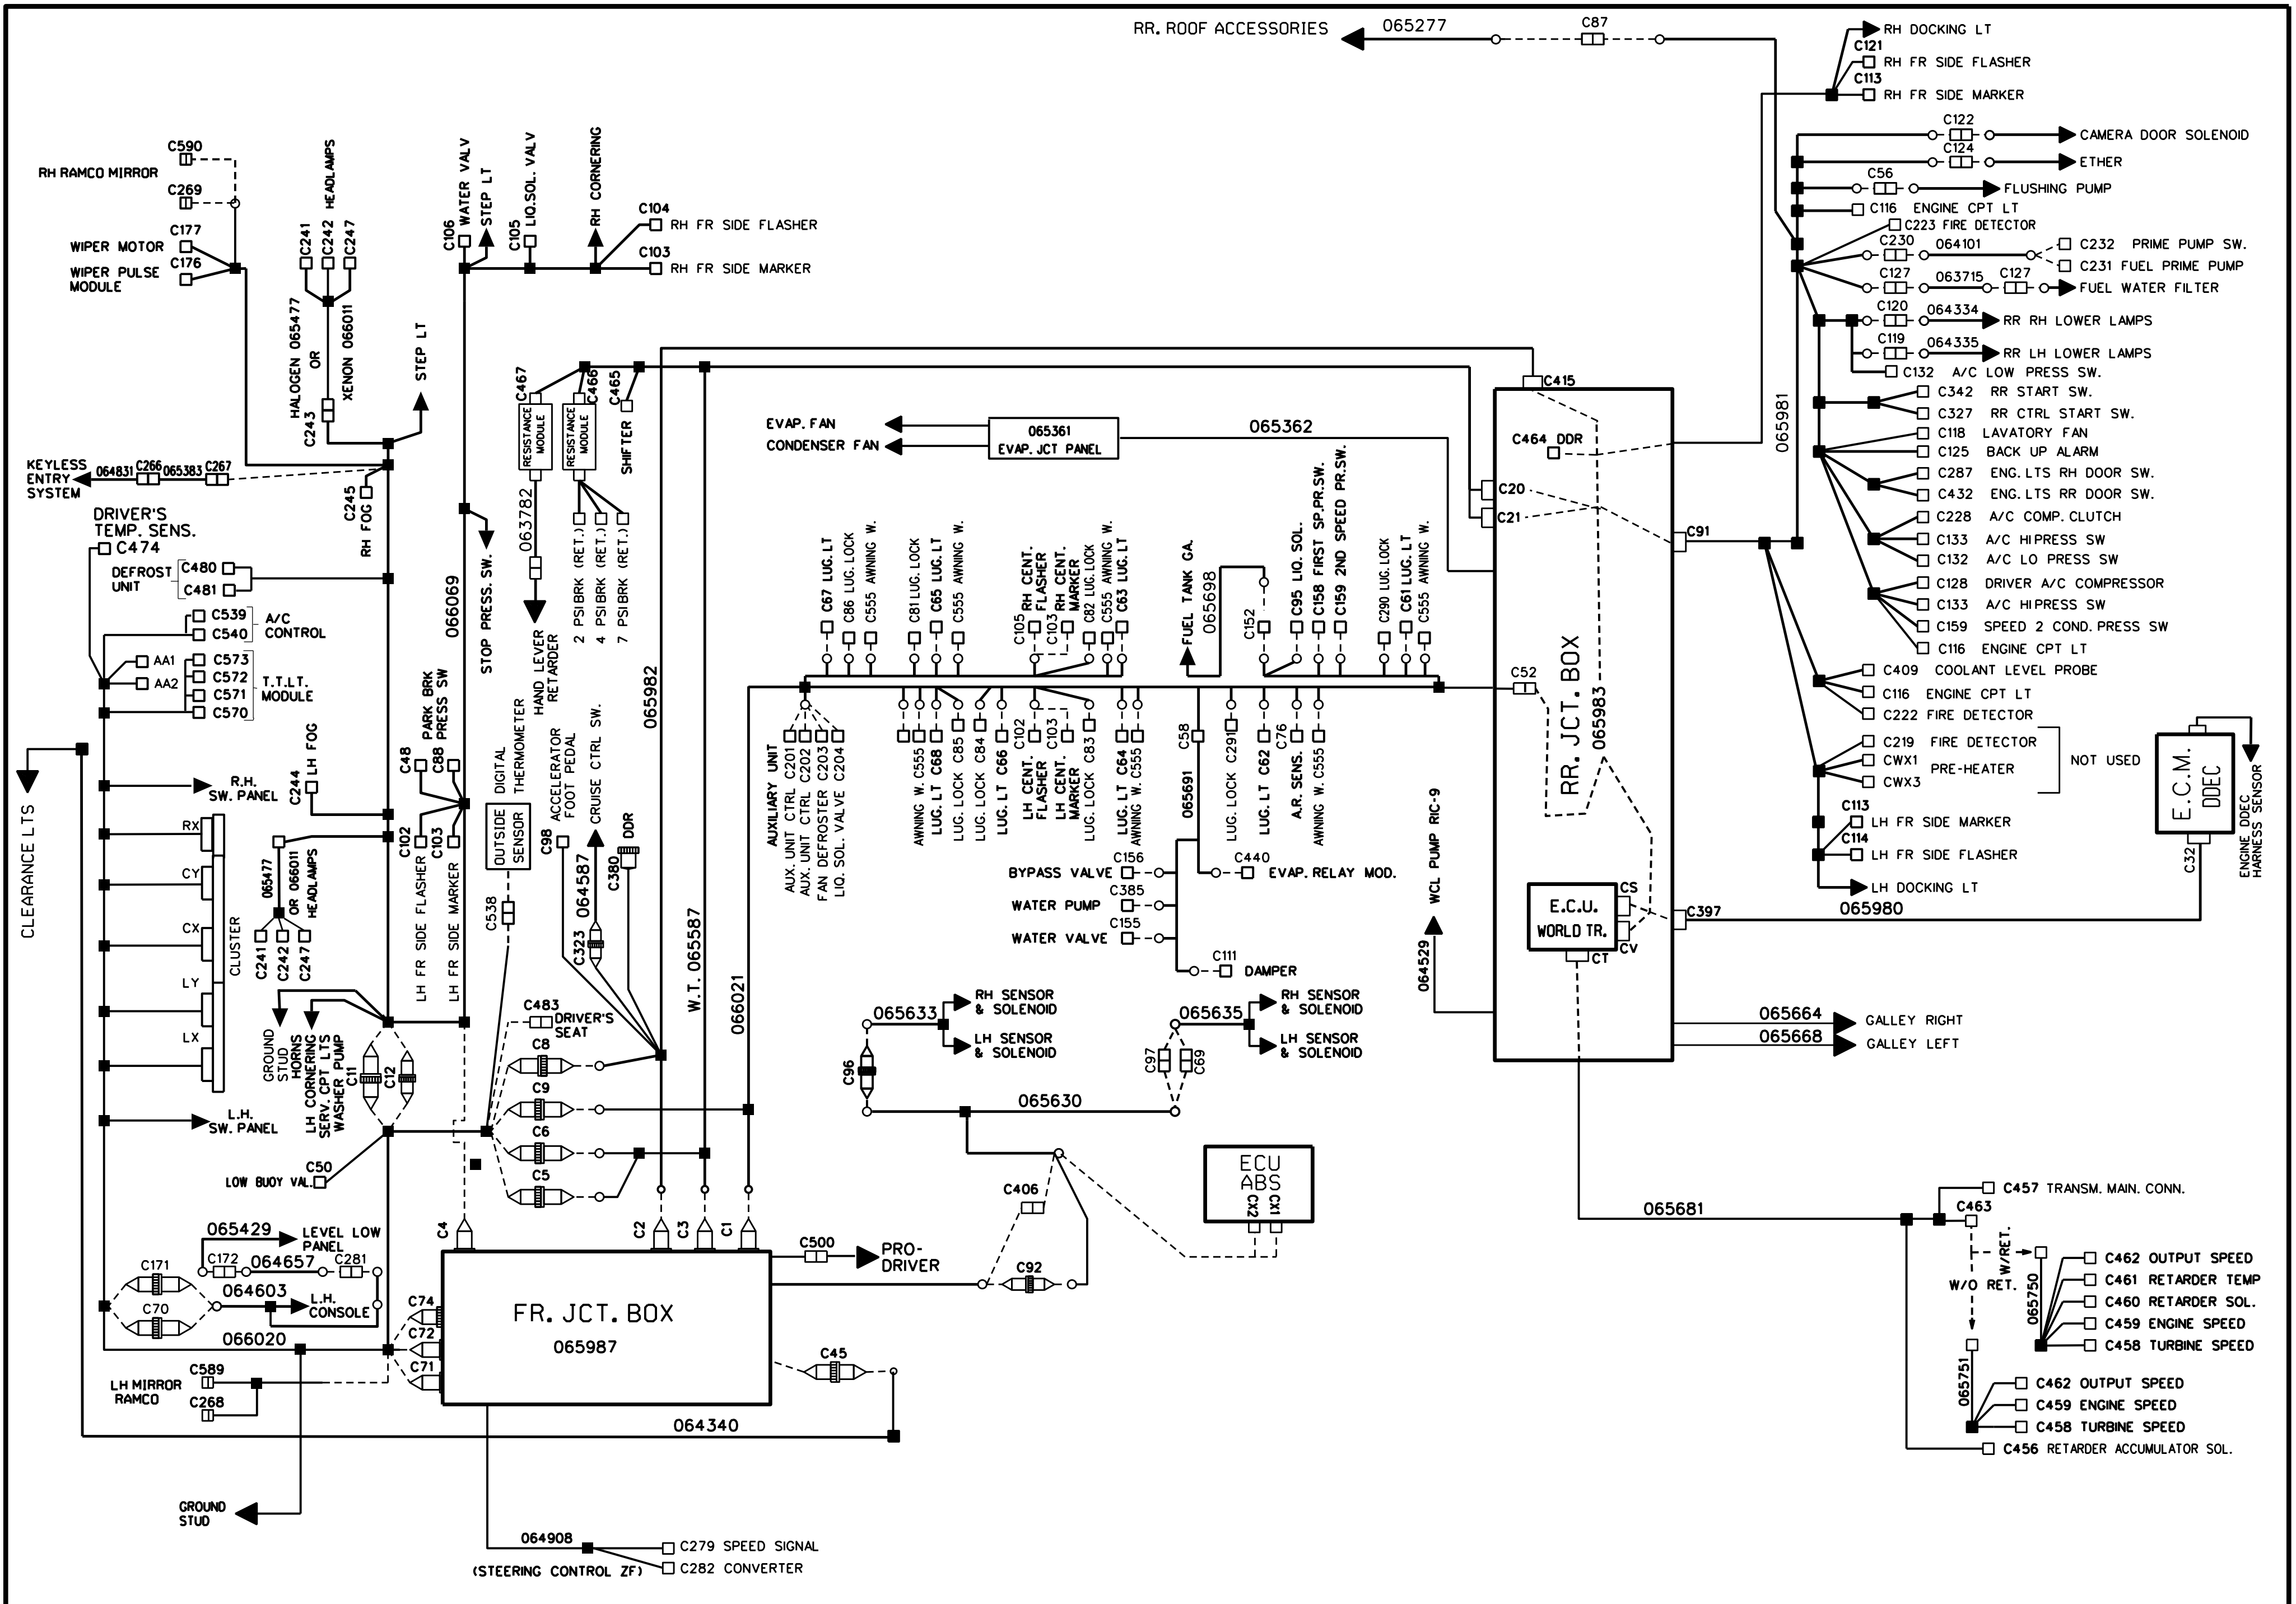 RR. ROOF ACCESSORIES
065277
C87
RH DOCKING LT
C121
RH FR SIDE FLASHER
C113
RH FR SIDE MARKER
C122
CAMERA DOOR SOLENOID
C124
ETHER
C56
FLUSHING PUMP
C116 ENGINE CPT LT
C223 FIRE DETECTOR
C230
064101
C232 PRIME PUMP SW.
C231 FUEL PRIME PUMP
C127
063715
C127
FUEL WATER FILTER
C120
064334
RR RH LOWER LAMPS
C119
064335
RR LH LOWER LAMPS
C132 A/C LOW PRESS SW.
C342 RR START SW.
C327 RR CTRL START SW.
C118 LAVATORY FAN
C125 BACK UP ALARM
C287 ENG. LTS RH DOOR SW.
C432 ENG. LTS RR DOOR SW.
C228 A/C COMP. CLUTCH
C133 A/C HIPRESS SW
C132 A/C LO PRESS SW
C128 DRIVER A/C COMPRESSOR
C133 A/C HIPRESS SW
C159 SPEED 2 COND. PRESS SW
C116 ENGINE CPT LT
C409 COOLANT LEVEL PROBE
C116 ENGINE CPT LT
C222 FIRE DETECTOR
C219 FIRE DETECTOR
CWX1
PRE-HEATER
CWX3
NOT USED
C113
LH FR SIDE MARKER
C114
LH FR SIDE FLASHER
LH DOCKING LT
065981
E.C.M.
DDEC
C32
ENGINE DDEC
HARNESS SENSOR
065980
C590
RH RAMCO MIRROR
C269
C177
WIPER MOTOR
C176
WIPER PULSE
MODULE
C241
C242
C247
HEADLAMPS
HALOGEN 065477
OR
XENON 066011
C243
STEP LT
C106
WATER VALV
STEP LT
C105
LIQ.SOL. VALV
RH CORNERING
C104
RH FR SIDE FLASHER
C103
RH FR SIDE MARKER
KEYLESS
ENTRY
SYSTEM
064831
C266
065383
C267
C245
RH FOG
DRIVER'S
TEMP. SENS.
C474
DEFROST
UNIT
C480
C481
C539
C540
A/C
CONTROL
AA1
AA2
C573
C572
C571
C570
T.T.LT.
MODULE
066069
STOP PRESS. SW.
C467
C466
C465
RESISTANCE
MODULE
RESISTANCE
MODULE
SHIFTER
063782
2 PSIBRK (RET.)
4 PSIBRK (RET.)
7 PSIBRK (RET.)
HAND LEVER
RETARDER
065982
CLEARANCE LTS
R.H.
SW. PANEL
C244
LH FOG
C48
C88
PARK BRK
PRESS SW
C102
C103
LH FR SIDE FLASHER
LH FR SIDE MARKER
RX
CY
CX
LY
LX
CLUSTER
065477
OR 066011
HEADLAMPS
C241
C242
C247
OUTSIDE
SENSOR
DIGITAL
THERMOMETER
C538
C98
ACCELERATOR
FOOT PEDAL
CRUISE CTRL SW.
064587
C323
C380
DDR
W.T. 065587
066021
GROUND
STUD
HORNS
LH CORNERING
SERV. CPT LTS
WASHER PUMP
C11
C12
C483
DRIVER'S
SEAT
C8
C9
C6
C5
L.H.
SW. PANEL
C50
LOW BUOY VAL.
065429
LEVEL LOW
PANEL
C172
064657
C281
C171
064603
L.H.
CONSOLE
C70
066020
C589
LH MIRROR
RAMCO
C268
C74
C72
C71
C4
C2
C3
C1
FR. JCT. BOX
065987
C500
PRO-
DRIVER
C92
C45
C406
064340
GROUND
STUD
064908
(STEERING CONTROL ZF)
C279 SPEED SIGNAL
C282 CONVERTER
EVAP. FAN
CONDENSER FAN
065361
EVAP. JCT PANEL
065362
C67 LUG. LT
C86 LUG. LOCK
C555 AWNING W.
C81 LUG. LOCK
C65 LUG. LT
C555 AWNING W.
C105
RH CENT.
FLASHER
C103
RH CENT.
MARKER
C82 LUG. LOCK
C555 AWNING W.
C63 LUG. LT
FUEL TANK GA.
065698
C152
C95 LIQ. SOL.
C158 FIRST SP.PR.SW.
C159 2ND SPEED PR.SW.
C290 LUG. LOCK
C61 LUG. LT
C555 AWNING W.
AUXILIARY UNIT
AUX. UNIT CTRL C201
AUX. UNIT CTRL C202
FAN DEFROSTER C203
LIQ. SOL. VALVE C204
AWNING W. C555
LUG. LT C68
LUG. LOCK C85
LUG. LOCK C84
LUG. LT C66
LH CENT.
FLASHER
C102
LH CENT.
MARKER
C103
LUG. LOCK C83
LUG. LT C64
AWNING W. C555
C58
065691
LUG. LOCK C291
LUG. LT C62
A.R. SENS. C76
AWNING W. C555
C156
BYPASS VALVE
C385
WATER PUMP
C155
WATER VALVE
C440
EVAP. RELAY MOD.
C111
DAMPER
WCL PUMP RIC-9
064529
065633
RH SENSOR
& SOLENOID
LH SENSOR
& SOLENOID
C96
065635
RH SENSOR
& SOLENOID
LH SENSOR
& SOLENOID
C97
C69
065630
ECU
ABS
CX2
CX1
C415
C464 DDR
C20
C21
C91
C52
RR. JCT. BOX
065983
E.C.U.
WORLD TR.
CS
CV
CT
C397
065664
GALLEY RIGHT
065668
GALLEY LEFT
065681
C457 TRANSM. MAIN. CONN.
C463
W/RET.
W/O RET.
065750
C462 OUTPUT SPEED
C461 RETARDER TEMP
C460 RETARDER SOL.
C459 ENGINE SPEED
C458 TURBINE SPEED
065751
C462 OUTPUT SPEED
C459 ENGINE SPEED
C458 TURBINE SPEED
C456 RETARDER ACCUMULATOR SOL.